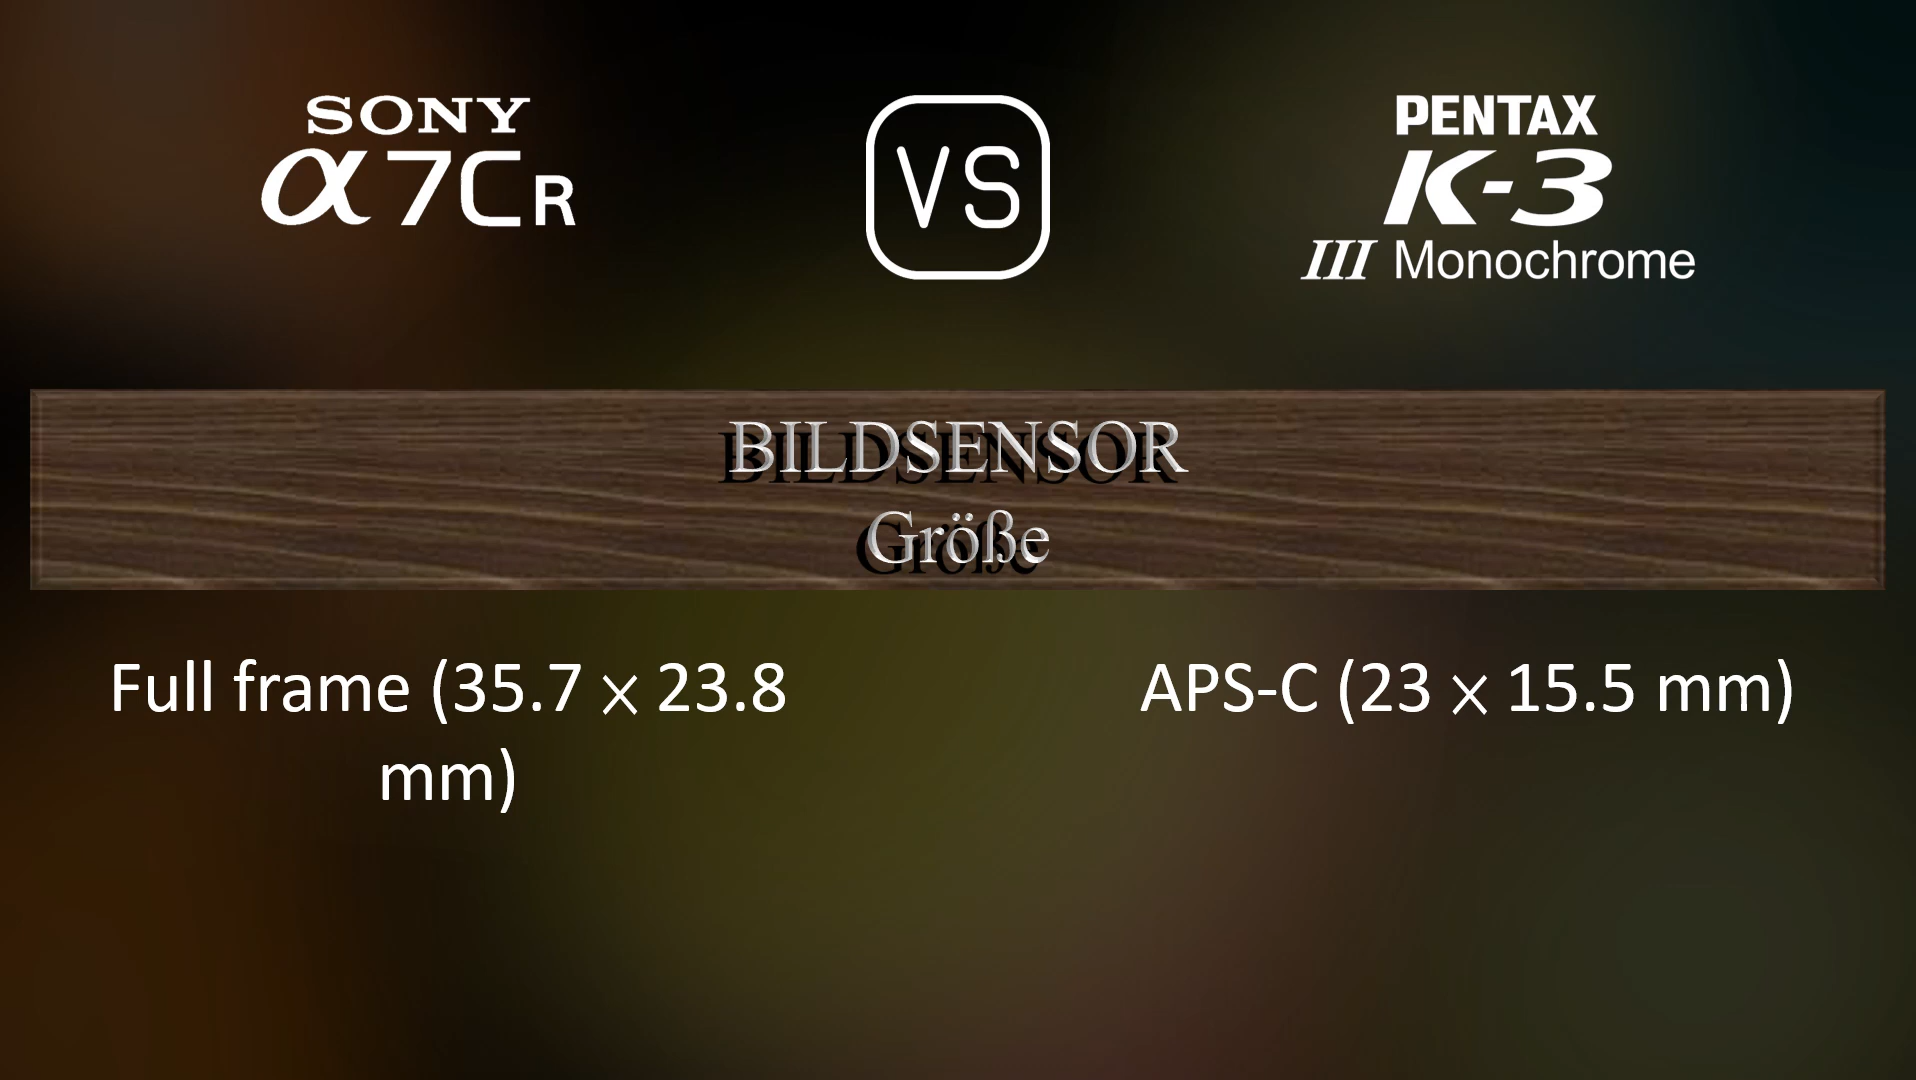 SONY
α7CR
VS
PENTAX
K-3
III Monochrome
BILDSENSOR
Größe
Full frame (35.7 x 23.8
mm)
APS-C (23 x 15.5 mm)